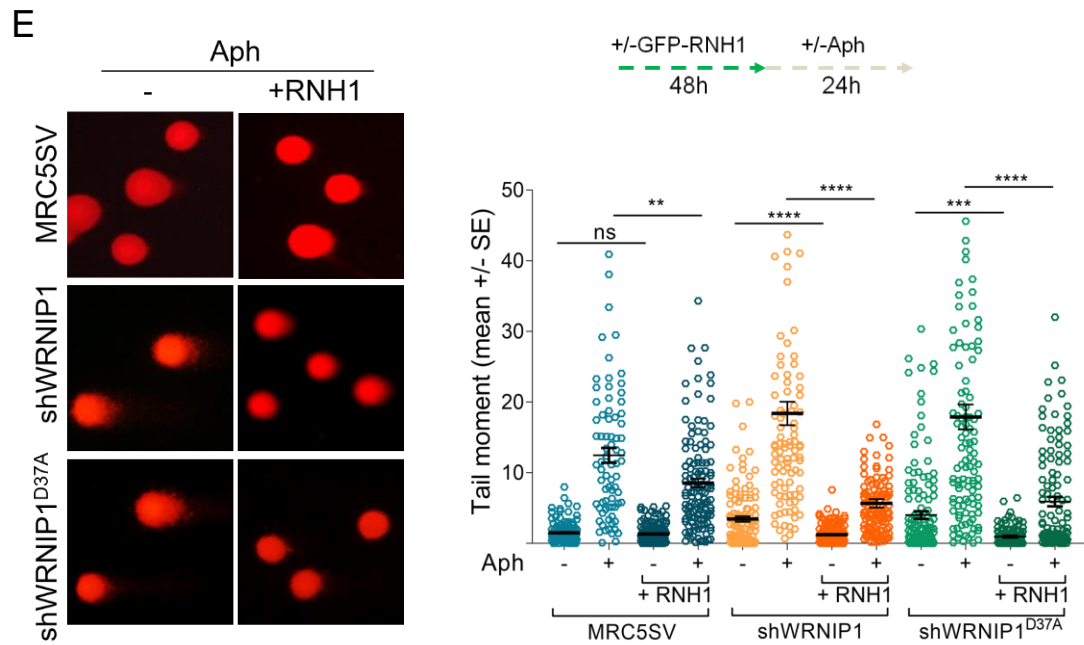 E
Aph
- +RNH1
MRC5SV
shWRNIP1
shWRNIP1D37A
+/-GFP-RNH1 +/-Aph
48h 24h
Tail moment (mean +/- SE)
50
40
30
20
10
ns
**
****
****
***
****
Aph - + - + - + - + - + - +
+ RNH1 + RNH1 + RNH1
MRC5SV shWRNIP1 shWRNIP1D37A